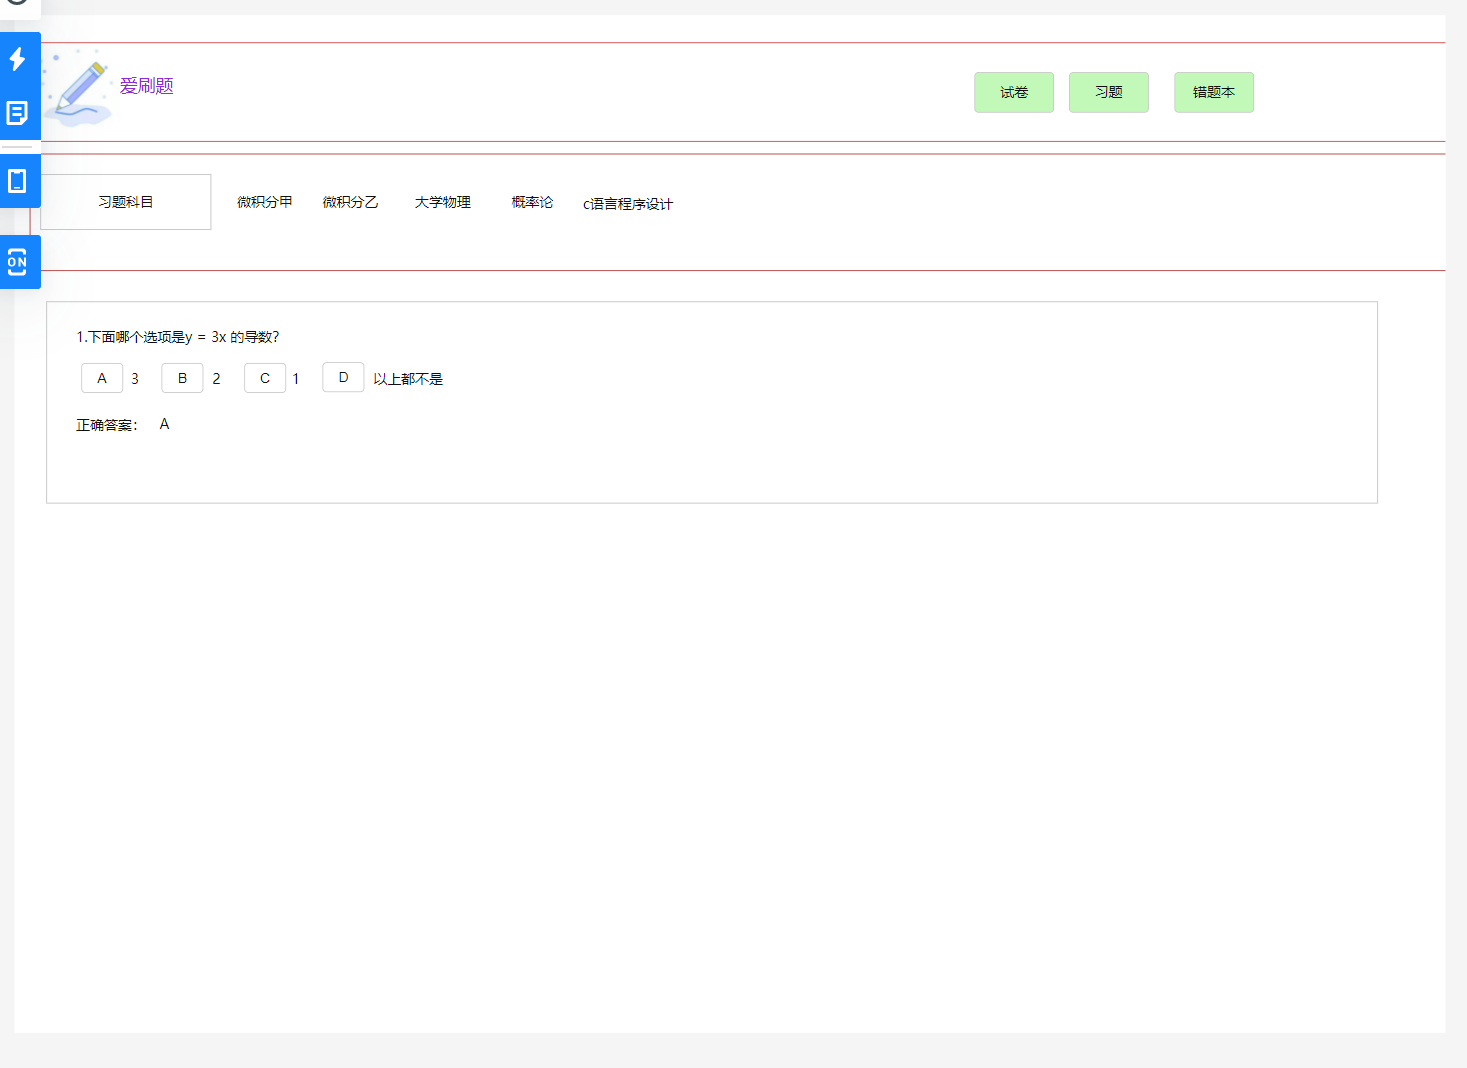 爱刷题
试卷 习题 错题本
习题科目 微积分甲 微积分乙 大学物理 概率论 c语言程序设计
ON
1.下面哪个选项是y = 3x 的导数?
A 3 B 2 C 1 D 以上都不是
正确答案： A